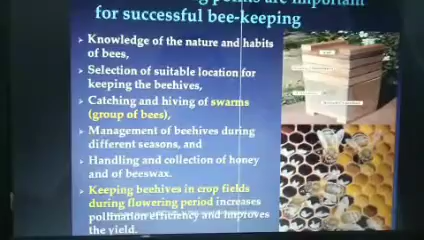 points are important
for successful bee-keeping
Knowledge of the nature and habits
of bees,
Selection of suitable location for
keeping the beehives,
Catching and hiving of swarms
(group of bees),
Management of beehives during
different seasons, and
Handling and collection of honey
and of beeswax.
Keeping beehives in crop fields
during flowering period increases
pollination efficiency and improves
the yield.